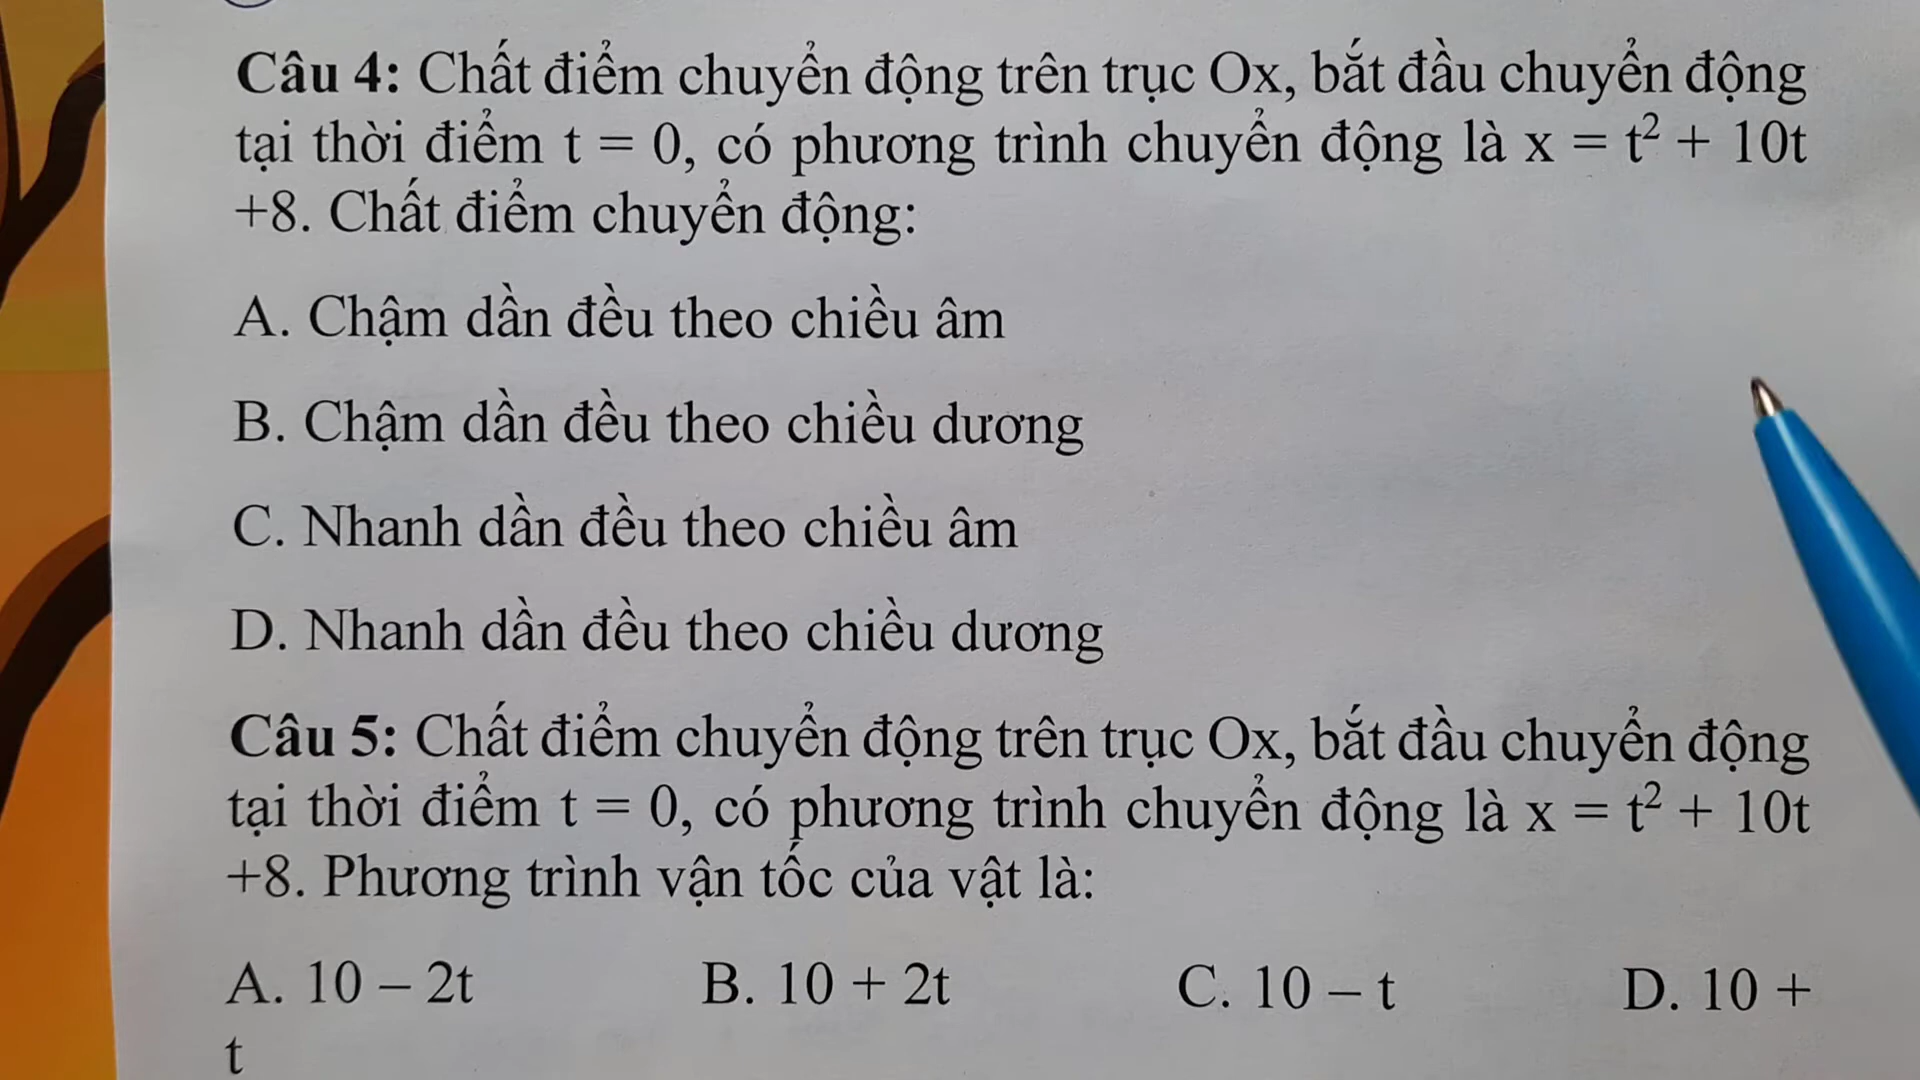 Câu 4: Chất điểm chuyển động trên trục Ox, bắt đầu chuyển động
tại thời điểm t = 0, có phương trình chuyển động là x = t² + 10t
+8. Chất điểm chuyển động:
A. Chậm dần đều theo chiều âm
B. Chậm dần đều theo chiều dương
C. Nhanh dần đều theo chiều âm
D. Nhanh dần đều theo chiều dương
Câu 5: Chất điểm chuyển động trên trục Ox, bắt đầu chuyển động
tại thời điểm t = 0, có phương trình chuyển động là x = t² + 10t
+8. Phương trình vận tốc của vật là:
A. 10 – 2t B. 10 + 2t C. 10 – t D. 10 +
t